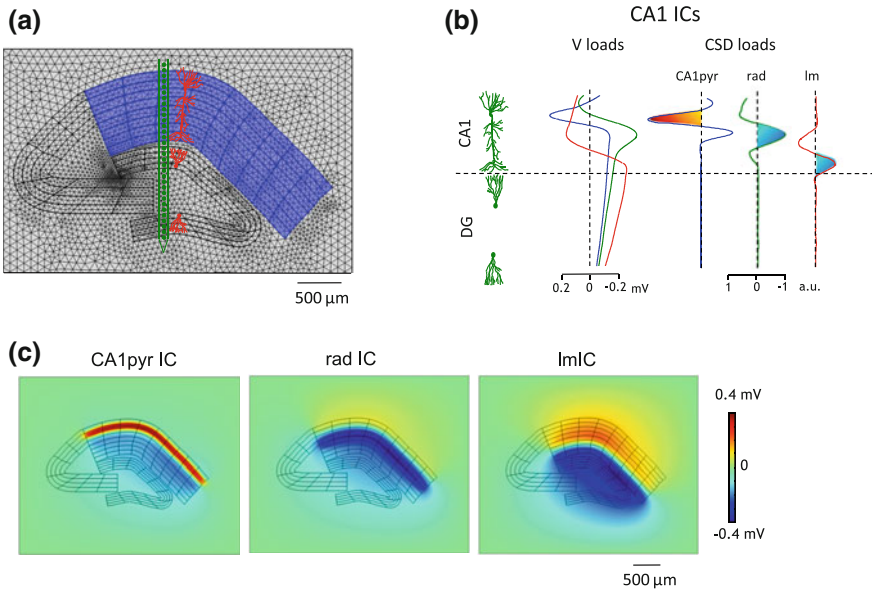 (a)
500 μm
(b)
CA1 ICs
V loads
CSD loads
CA1pyr
rad
lm
CA1
DG
0.2 0 -0.2 mV
1 0 -1 a.u.
(c)
CA1pyr IC
rad IC
lmIC
0.4 mV
0
-0.4 mV
500 μm